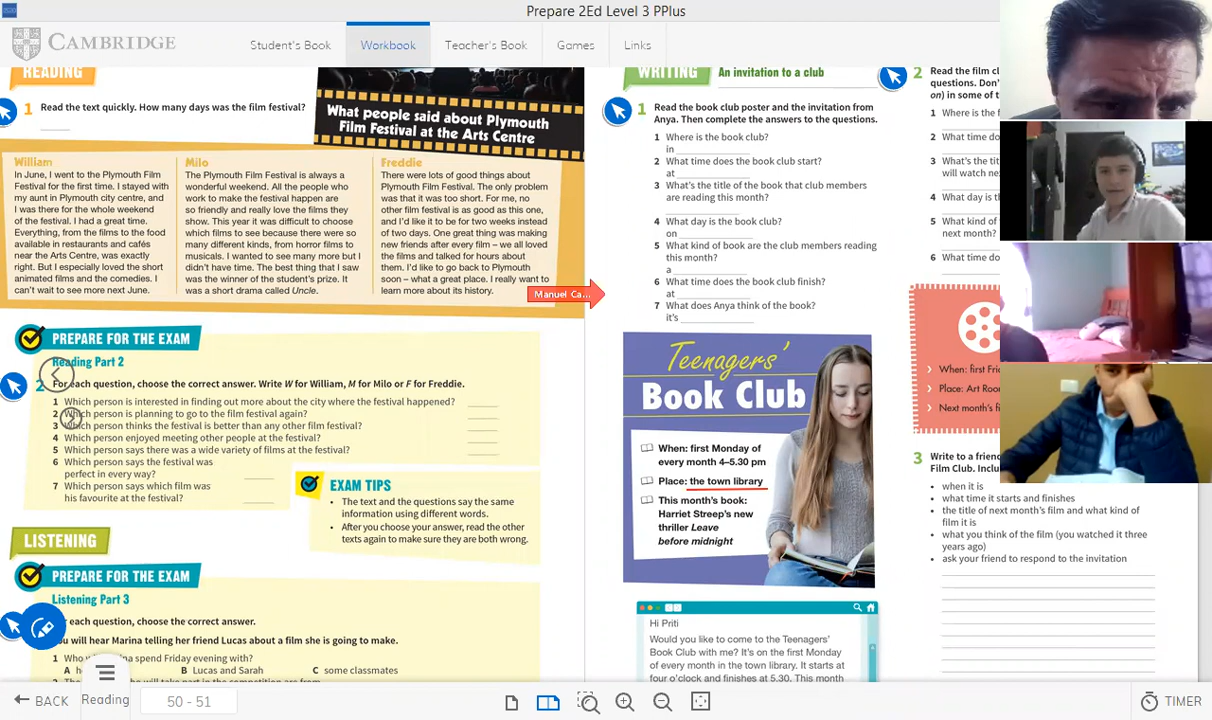 Prepare 2Ed Level 3 PPlus
CAMBRIDGE
Student's Book
Workbook
Teacher's Book
Games
Links
READING
1 Read the text quickly. How many days was the film festival?
What people said about Plymouth
Film Festival at the Arts Centre
William
In June, I went to the Plymouth Film
Festival for the first time. I stayed with
my aunt in Plymouth city centre, and
I was there for the whole weekend
of the festival. I had a great time.
Everything, from the films to the food
available in restaurants and cafés
near the Arts Centre, was exactly
right. But I especially loved the short
animated films and the comedies. I
can't wait to see more next June.
Milo
The Plymouth Film Festival is always a
wonderful weekend. All the people who
work to make the festival happen are
so friendly and really love the films they
show. This year it was difficult to choose
which films to see because there were so
many different kinds, from horror films to
musicals. I wanted to see many more but I
didn't have time. The best thing that I saw
was the winner of the student's prize. It
was a short drama called Uncle.
Freddie
There were lots of good things about
Plymouth Film Festival. The only problem
was that it was too short. For me, no
other film festival is as good as this one,
and I'd like it to be for two weeks instead
of two days. One great thing was making
new friends after every film – we all loved
the films and talked for hours about
them. I'd like to go back to Plymouth
soon – what a great place. I really want to
learn more about its history.
Manuel Ca...
PREPARE FOR THE EXAM
Reading Part 2
2 For each question, choose the correct answer. Write W for William, M for Milo or F for Freddie.
1 Which person is interested in finding out more about the city where the festival happened?
2 Which person is planning to go to the film festival again?
3 Which person thinks the festival is better than any other film festival?
4 Which person enjoyed meeting other people at the festival?
5 Which person says there was a wide variety of films at the festival?
6 Which person says the festival was
perfect in every way?
7 Which person says which film was
his favourite at the festival?
EXAM TIPS
• The text and the questions say the same
information using different words.
• After you choose your answer, read the other
texts again to make sure they are both wrong.
LISTENING
PREPARE FOR THE EXAM
Listening Part 3
each question, choose the correct answer.
ou will hear Marina telling her friend Lucas about a film she is going to make.
1 Who spend Friday evening with?
A B Lucas and Sarah C some classmates
WRITING An invitation to a club
1 Read the book club poster and the invitation from
Anya. Then complete the answers to the questions.
1 Where is the book club?
in
2 What time does the book club start?
at
3 What's the title of the book that club members
are reading this month?
4 What day is the book club?
on
5 What kind of book are the club members reading
this month?
a
6 What time does the book club finish?
at
7 What does Anya think of the book?
it's
Teenagers'
Book Club
When: first Monday of
every month 4–5.30 pm
Place: the town library
This month's book:
Harriet Streep's new
thriller Leave
before midnight
Hi Priti
Would you like to come to the Teenagers'
Book Club with me? It's on the first Monday
of every month in the town library. It starts at
four o'clock and finishes at 5.30. This month
2 Read the film cl
questions. Don'
on) in some of t
1 Where is the f
2 What time do
3 What's the tit
will watch ne
4 What day is t
5 What kind of
next month?
6 What time do
When: first Fri
Place: Art Roo
Next month's f
3 Write to a frien
Film Club. Inclu
• when it is
• what time it starts and finishes
• the title of next month's film and what kind of
film it is
• what you think of the film (you watched it three
years ago)
• ask your friend to respond to the invitation
BACK
Reading
50 - 51
TIMER